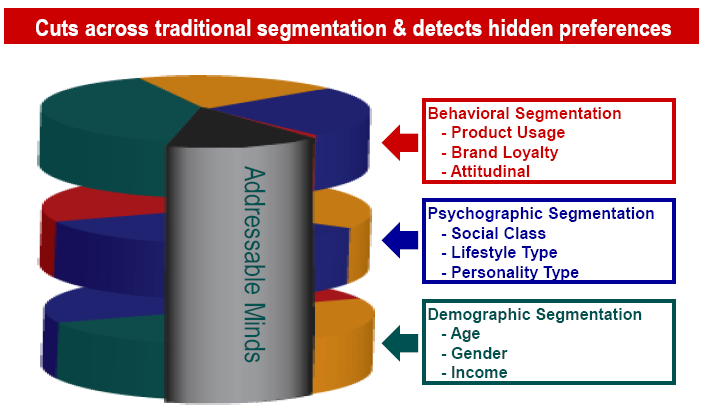 Cuts across traditional segmentation & detects hidden preferences
Addressable Minds
Behavioral Segmentation
- Product Usage
- Brand Loyalty
- Attitudinal
Psychographic Segmentation
- Social Class
- Lifestyle Type
- Personality Type
Demographic Segmentation
- Age
- Gender
- Income